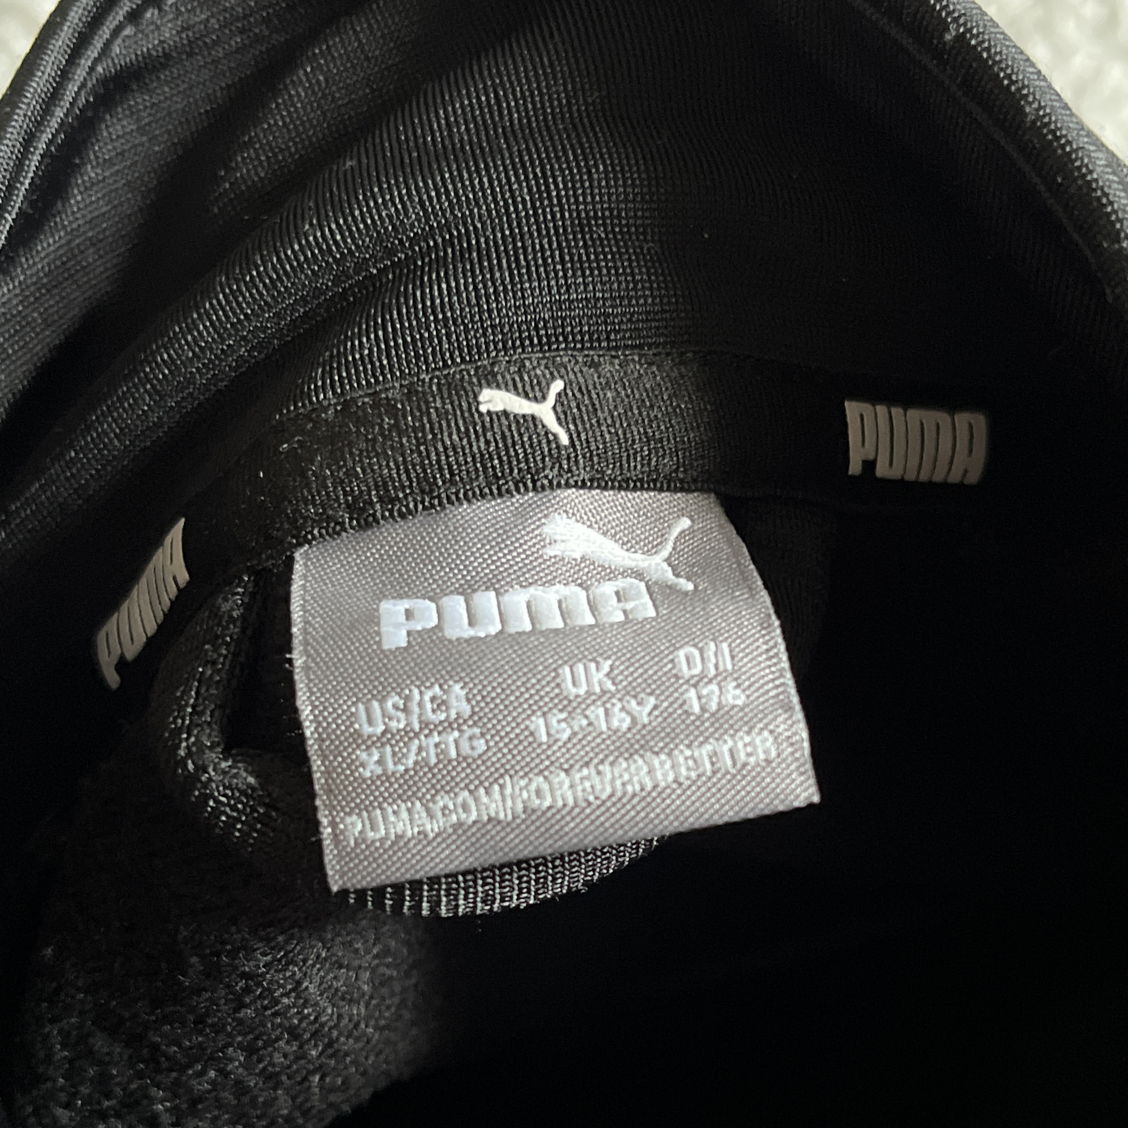 PUMA
PUMA
PUMA
US/CA UK D/I
XL/TTG 15-16Y 176
PUMA.COM/FOREVERBETTER